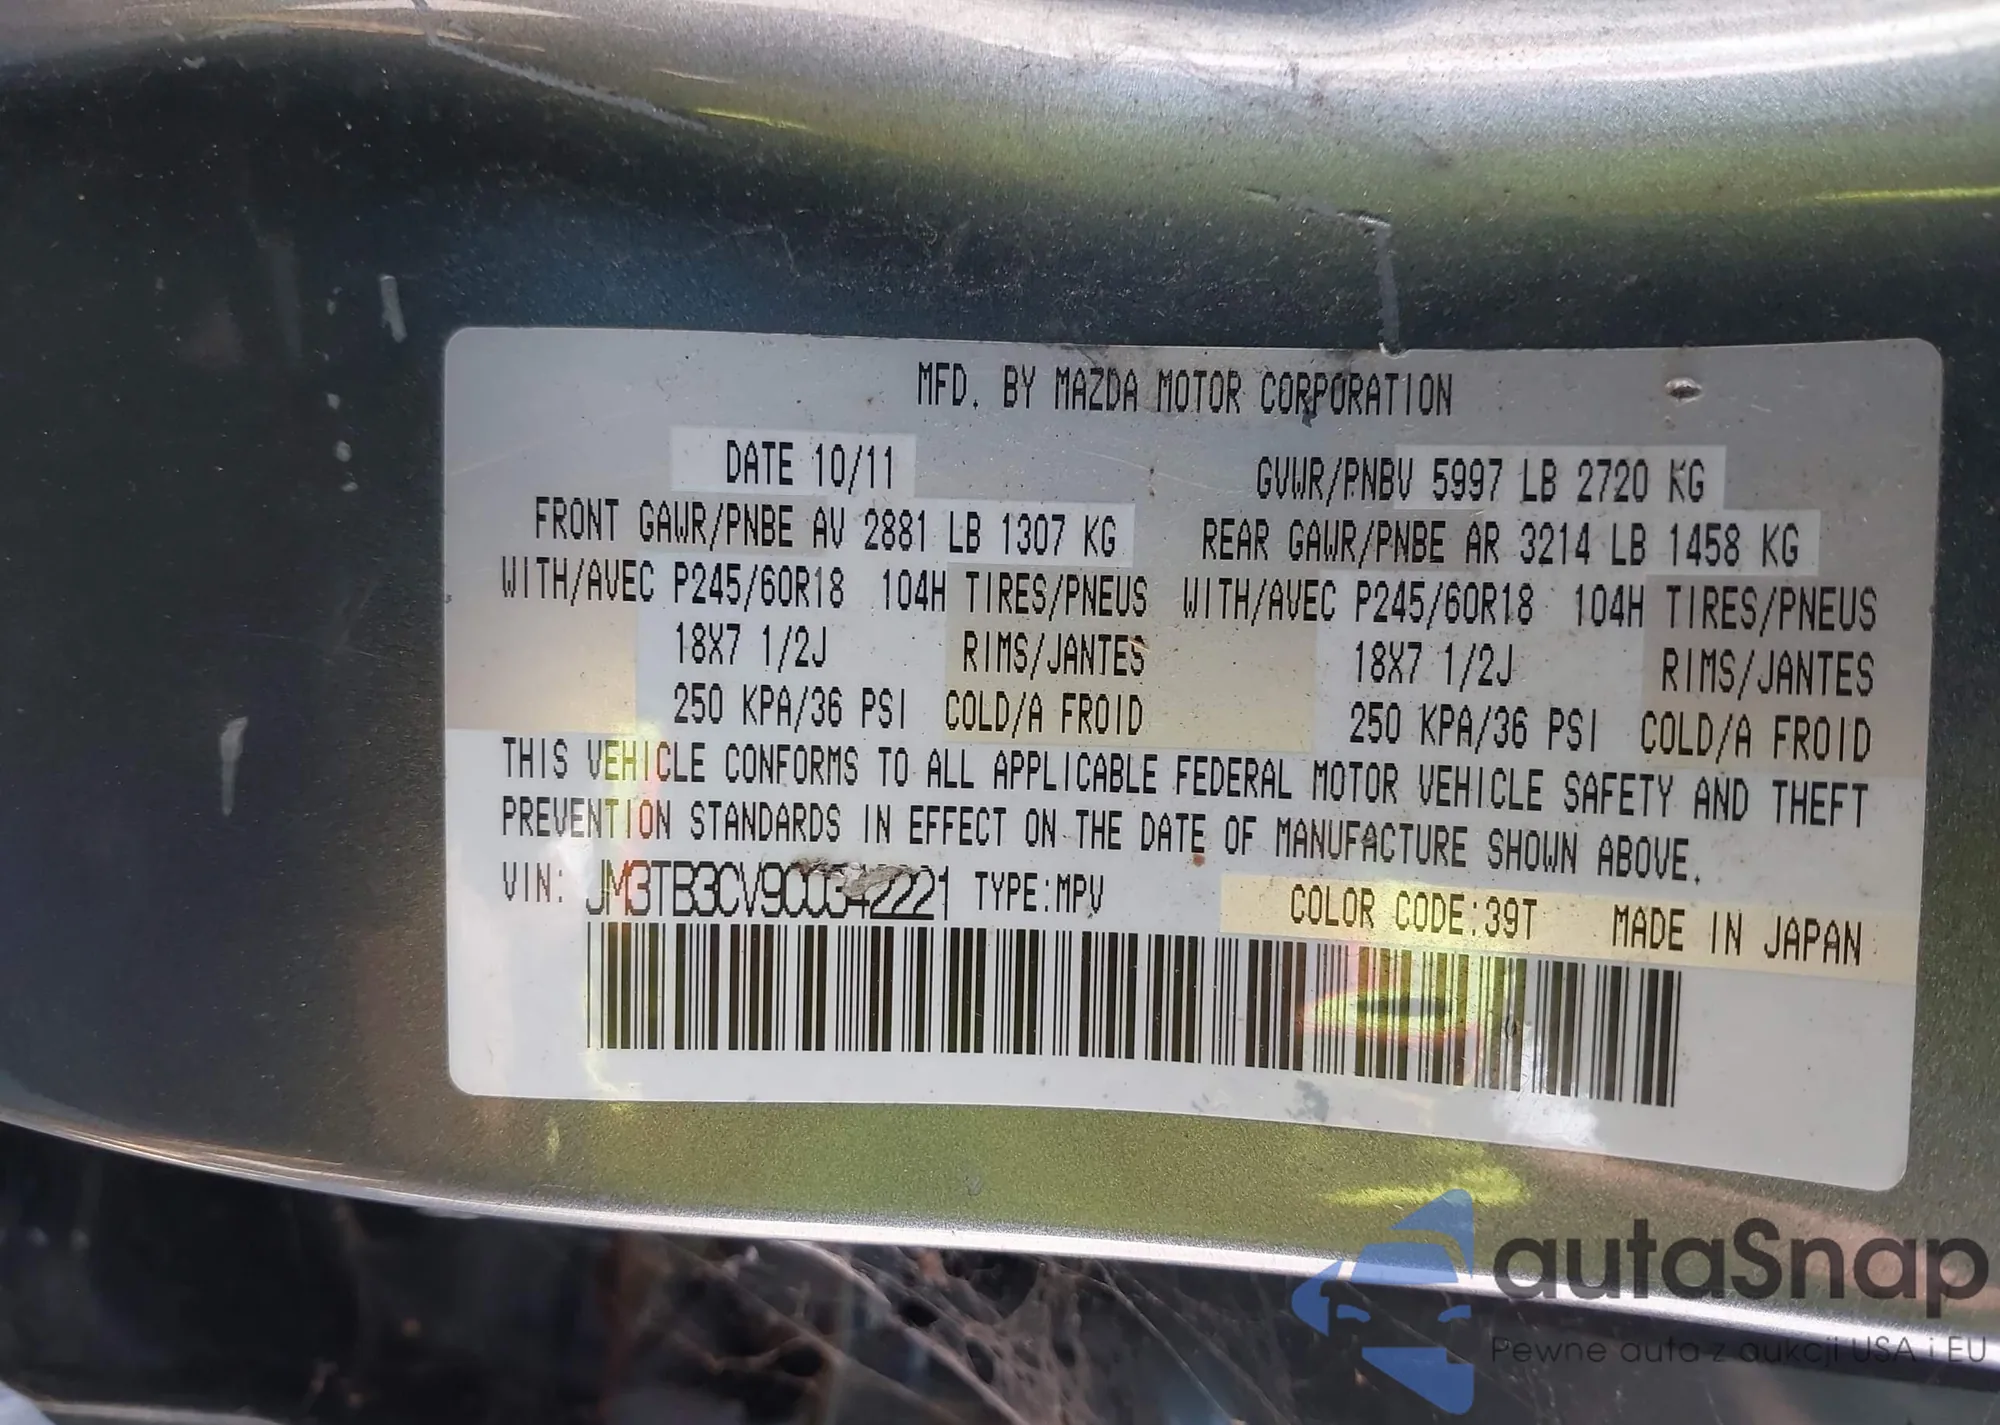 MFD. BY MAZDA MOTOR CORPORATION
DATE 10/11 GVWR/PNBV 5997 LB 2720 KG
FRONT GAWR/PNBE AV 2881 LB 1307 KG REAR GAWR/PNBE AR 3214 LB 1458 KG
WITH/AVEC P245/60R18 104H TIRES/PNEUS WITH/AVEC P245/60R18 104H TIRES/PNEUS
18X7 1/2J RIMS/JANTES 18X7 1/2J RIMS/JANTES
250 KPA/36 PSI COLD/A FROID 250 KPA/36 PSI COLD/A FROID
THIS VEHICLE CONFORMS TO ALL APPLICABLE FEDERAL MOTOR VEHICLE SAFETY AND THEFT
PREVENTION STANDARDS IN EFFECT ON THE DATE OF MANUFACTURE SHOWN ABOVE.
VIN: JM3TB3CV9C0342221 TYPE:MPV COLOR CODE:39T MADE IN JAPAN
autaSnap
Pewne auta z aukcji USA i EU